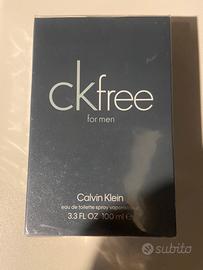 ckfree
for men
Calvin Klein
eau de toilette spray vaporisateur
3.3 FL OZ 100 ml e
subito